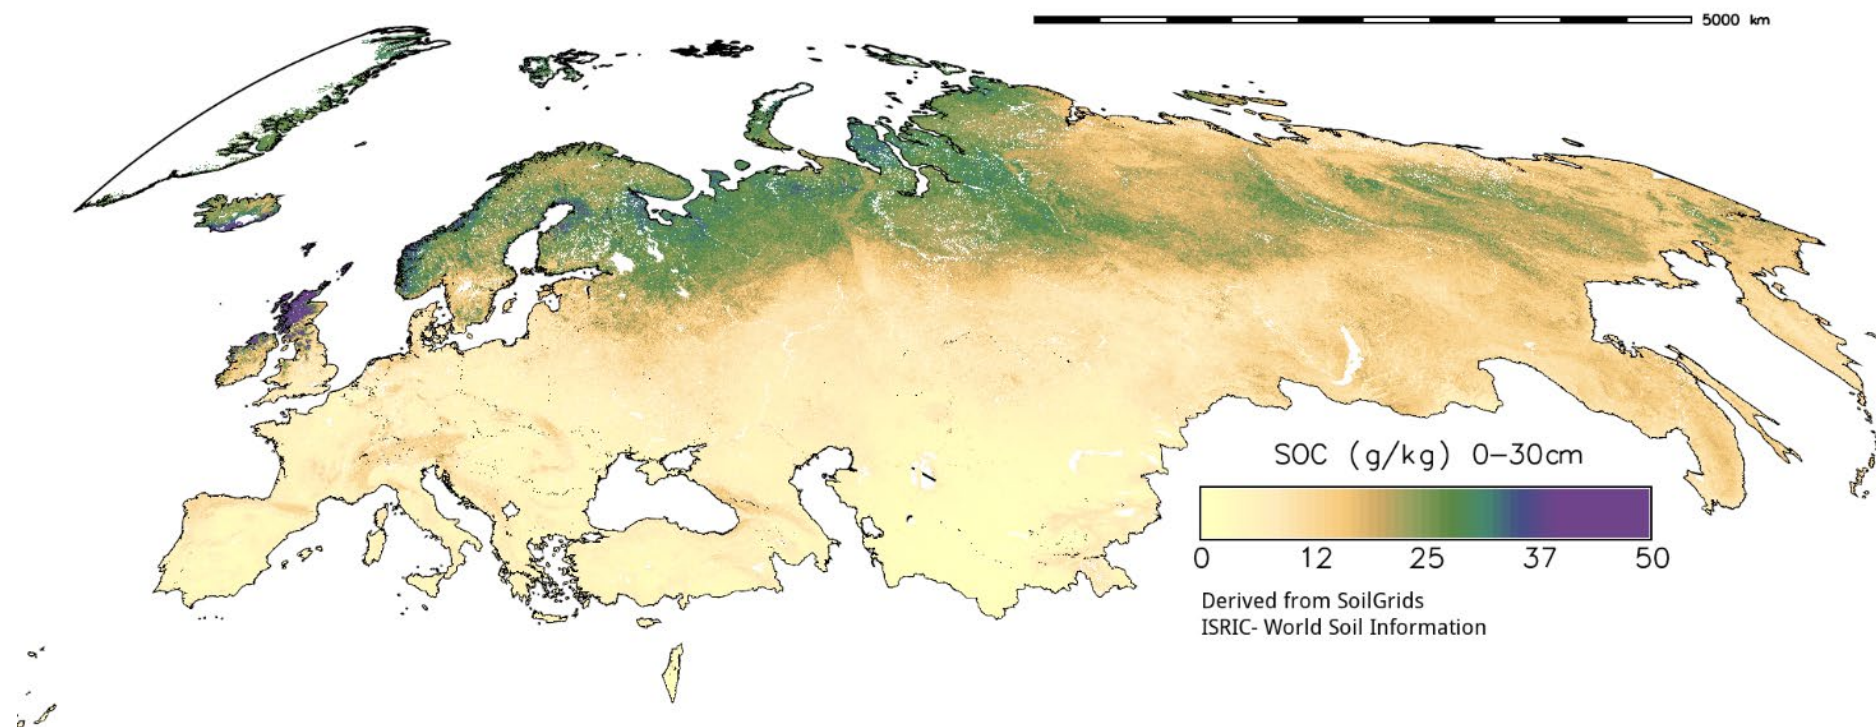 5000 km
SOC (g/kg) 0-30cm
0 12 25 37 50
Derived from SoilGrids
ISRIC- World Soil Information